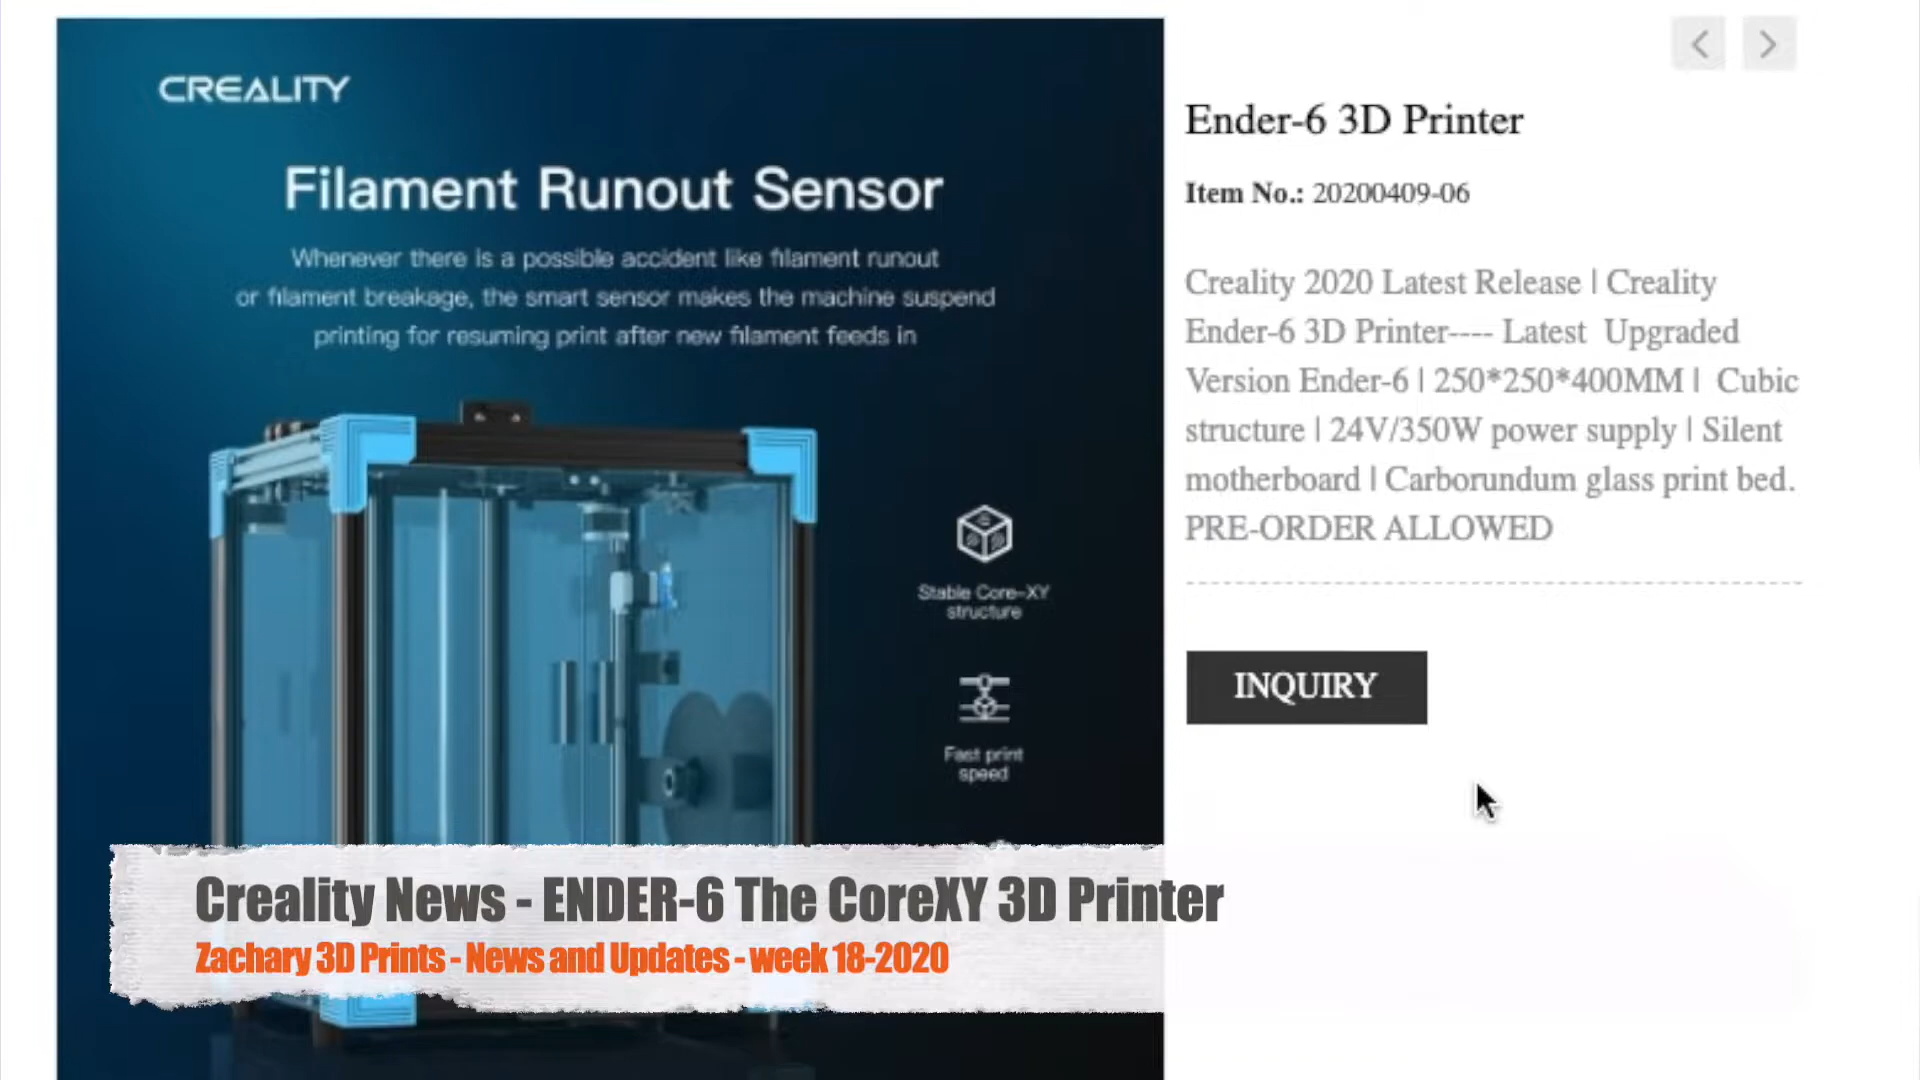 CREALITY
Filament Runout Sensor
Whenever there is a possible accident like filament runout
or filament breakage, the smart sensor makes the machine suspend
printing for resuming print after new filament feeds in
Stable Core-XY
structure
Fast print
speed
Ender-6 3D Printer
Item No.: 20200409-06
Creality 2020 Latest Release | Creality
Ender-6 3D Printer---- Latest Upgraded
Version Ender-6 | 250*250*400MM | Cubic
structure | 24V/350W power supply | Silent
motherboard | Carborundum glass print bed.
PRE-ORDER ALLOWED
INQUIRY
Creality News - ENDER-6 The CoreXY 3D Printer
Zachary 3D Prints - News and Updates - week 18-2020